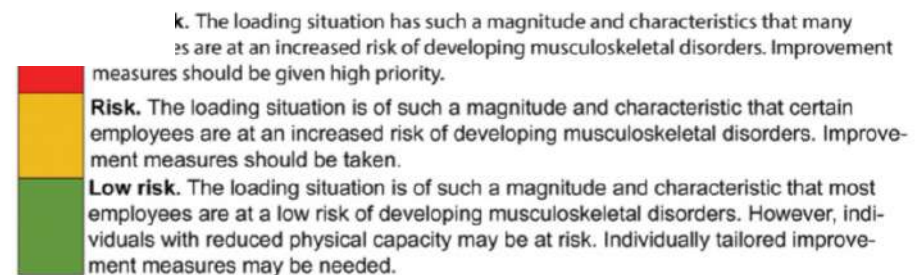 k. The loading situation has such a magnitude and characteristics that many
es are at an increased risk of developing musculoskeletal disorders. Improvement
measures should be given high priority.
Risk. The loading situation is of such a magnitude and characteristic that certain
employees are at an increased risk of developing musculoskeletal disorders. Improve-
ment measures should be taken.
Low risk. The loading situation is of such a magnitude and characteristic that most
employees are at a low risk of developing musculoskeletal disorders. However, indi-
viduals with reduced physical capacity may be at risk. Individually tailored improve-
ment measures may be needed.